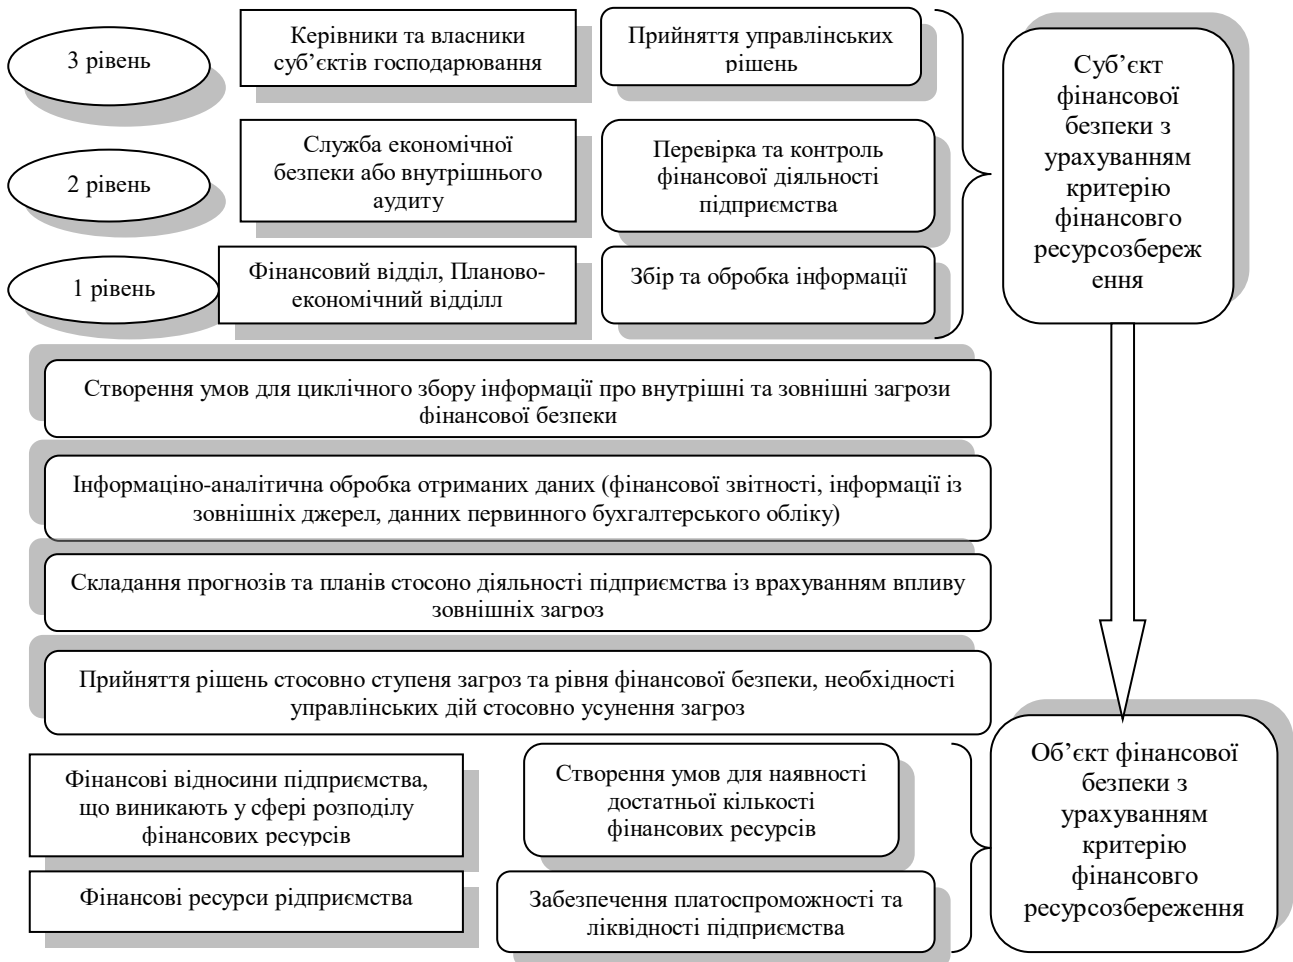 3 рівень
Керівники та власники
суб’єктів господарювання
Прийняття управлінських
рішень
2 рівень
Служба економічної
безпеки або внутрішнього
аудиту
Перевірка та контроль
фінансової діяльності
підприємства
1 рівень
Фінансовий відділ, Планово-
економічний відділл
Збір та обробка інформації
Суб’єкт
фінансової
безпеки з
урахуванням
критерію
фінансовго
ресурсозбереж
ення
Створення умов для циклічного збору інформації про внутрішні та зовнішні загрози
фінансової безпеки
Інформаціно-аналітична обробка отриманих даних (фінансової звітності, інформації із
зовнішніх джерел, данних первинного бухгалтерського обліку)
Складання прогнозів та планів стосоно діяльності підприємства із врахуванням впливу
зовнішніх загроз
Прийняття рішень стосовно ступеня загроз та рівня фінансової безпеки, необхідності
управлінських дій стосовно усунення загроз
Фінансові відносини підприємства,
що виникають у сфері розподілу
фінансових ресурсів
Створення умов для наявності
достатньої кількості
фінансових ресурсів
Фінансові ресурси рідприємства
Забезпечення платоспроможності та
ліквідності підприємства
Об’єкт фінансової
безпеки з
урахуванням
критерію
фінансовго
ресурсозбереження